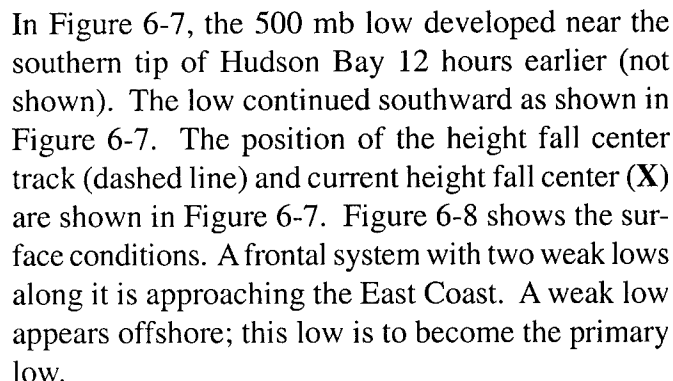 In Figure 6-7, the 500 mb low developed near the
southern tip of Hudson Bay 12 hours earlier (not
shown). The low continued southward as shown in
Figure 6-7. The position of the height fall center
track (dashed line) and current height fall center (X)
are shown in Figure 6-7. Figure 6-8 shows the sur-
face conditions. A frontal system with two weak lows
along it is approaching the East Coast. A weak low
appears offshore; this low is to become the primary
low.